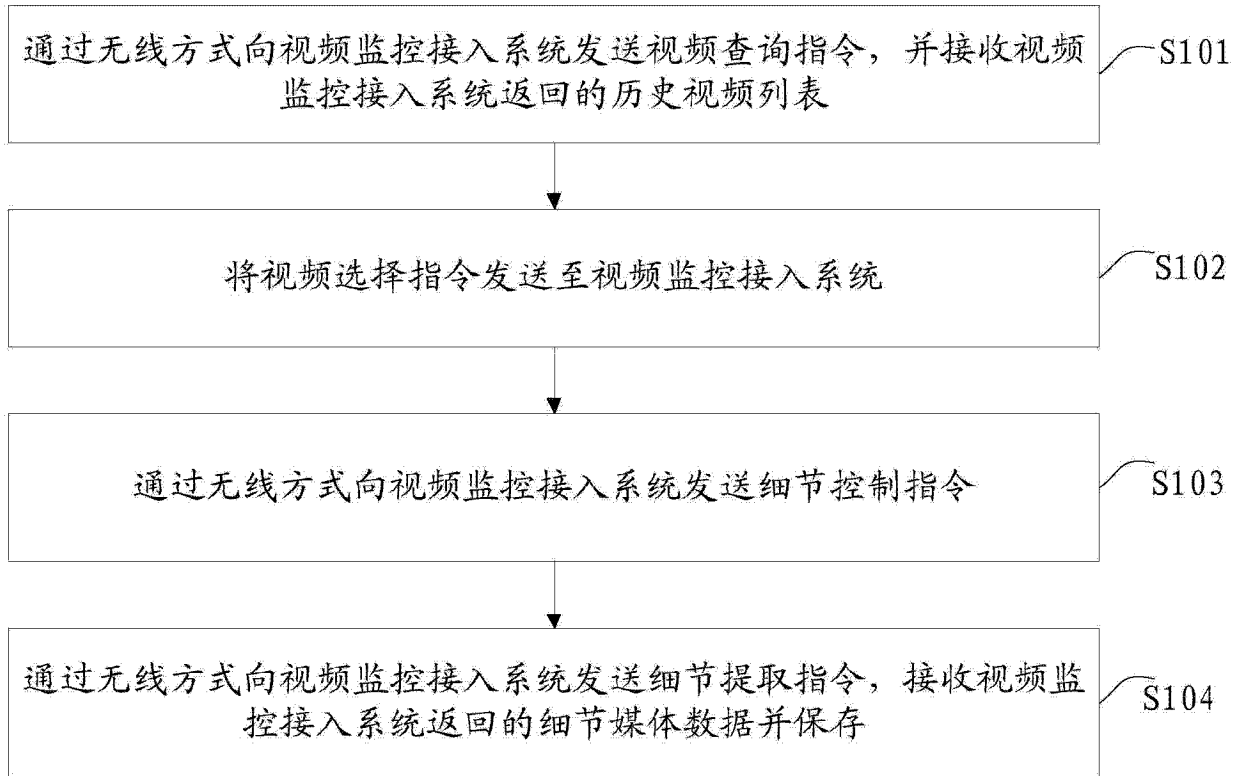 通过无线方式向视频监控接入系统发送视频查询指令，并接收视频
监控接入系统返回的历史视频列表
S101
将视频选择指令发送至视频监控接入系统
S102
通过无线方式向视频监控接入系统发送细节控制指令
S103
通过无线方式向视频监控接入系统发送细节提取指令，接收视频监
控接入系统返回的细节媒体数据并保存
S104